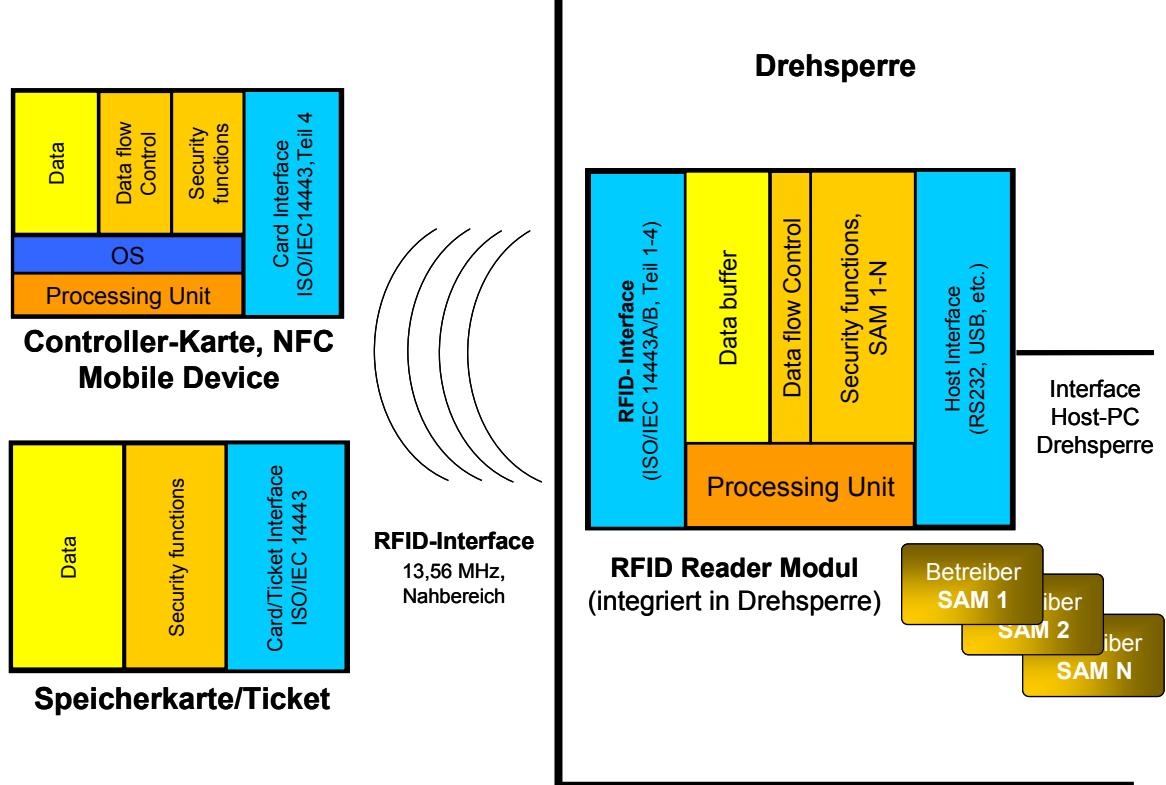 Drehsperre
Data
Data flow
Control
Security
functions
Card Interface
ISO/IEC14443,Teil 4
OS
Processing Unit
Controller-Karte, NFC
Mobile Device
Data
Security functions
Card/Ticket Interface
ISO/IEC 14443
Speicherkarte/Ticket
RFID-Interface
13,56 MHz,
Nahbereich
RFID- Interface
(ISO/IEC 14443A/B, Teil 1-4)
Data buffer
Data flow Control
Security functions,
SAM 1-N
Host Interface
(RS232, USB, etc.)
Processing Unit
RFID Reader Modul
(integriert in Drehsperre)
Interface
Host-PC
Drehsperre
Betreiber
SAM 1
iber
SAM 2
iber
SAM N